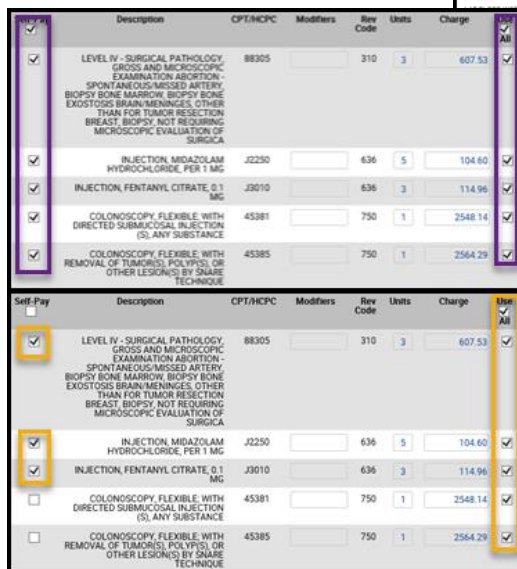 Self-Pay Description CPT/HCPC Modifiers Rev Code Units Charge Use All
LEVEL IV - SURGICAL PATHOLOGY, 88305 310 3 607.53
GROSS AND MICROSCOPIC
EXAMINATION ABORTION -
SPONTANEOUS/MISSED ARTERY,
BIOPSY BONE MARROW, BIOPSY BONE
EXOSTOSIS BRAIN/MENINGES, OTHER
THAN FOR TUMOR RESECTION
BREAST, BIOPSY, NOT REQUIRING
MICROSCOPIC EVALUATION OF
SURGICA
INJECTION, MIDAZOLAM J2250 636 5 104.60
HYDROCHLORIDE, PER 1 MG
INJECTION, FENTANYL CITRATE, 0.1 J3010 636 3 114.96
MG
COLONOSCOPY, FLEXIBLE; WITH 45381 750 1 2548.14
DIRECTED SUBMUCOSAL INJECTION
(S), ANY SUBSTANCE
COLONOSCOPY, FLEXIBLE; WITH 45385 750 1 2564.29
REMOVAL OF TUMOR(S), POLYP(S), OR
OTHER LESION(S) BY SNARE
TECHNIQUE
Self-Pay Description CPT/HCPC Modifiers Rev Code Units Charge Use All
LEVEL IV - SURGICAL PATHOLOGY, 88305 310 3 607.53
GROSS AND MICROSCOPIC
EXAMINATION ABORTION -
SPONTANEOUS/MISSED ARTERY,
BIOPSY BONE MARROW, BIOPSY BONE
EXOSTOSIS BRAIN/MENINGES, OTHER
THAN FOR TUMOR RESECTION
BREAST, BIOPSY, NOT REQUIRING
MICROSCOPIC EVALUATION OF
SURGICA
INJECTION, MIDAZOLAM J2250 636 5 104.60
HYDROCHLORIDE, PER 1 MG
INJECTION, FENTANYL CITRATE, 0.1 J3010 636 3 114.96
MG
COLONOSCOPY, FLEXIBLE; WITH 45381 750 1 2548.14
DIRECTED SUBMUCOSAL INJECTION
(S), ANY SUBSTANCE
COLONOSCOPY, FLEXIBLE; WITH 45385 750 1 2564.29
REMOVAL OF TUMOR(S), POLYP(S), OR
OTHER LESION(S) BY SNARE
TECHNIQUE